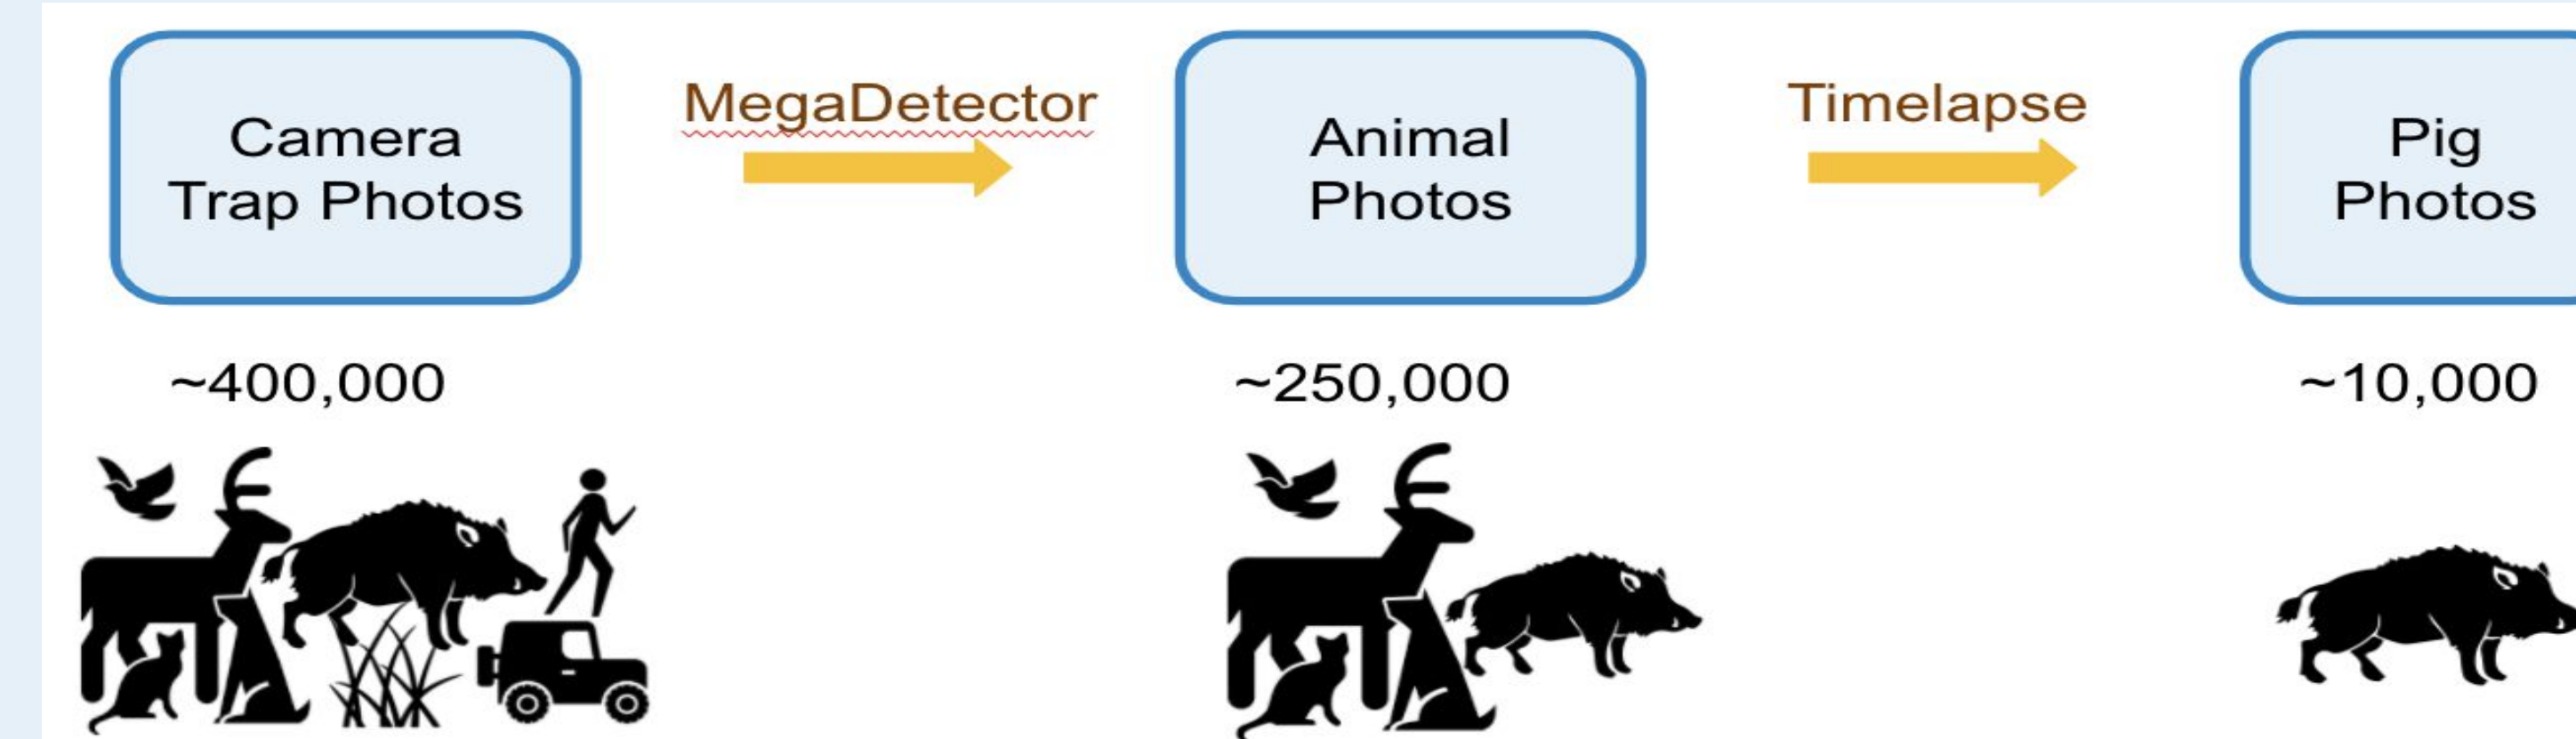 Camera
Trap Photos
MegaDetector
Animal
Photos
Timelapse
Pig
Photos
~400,000
~250,000
~10,000